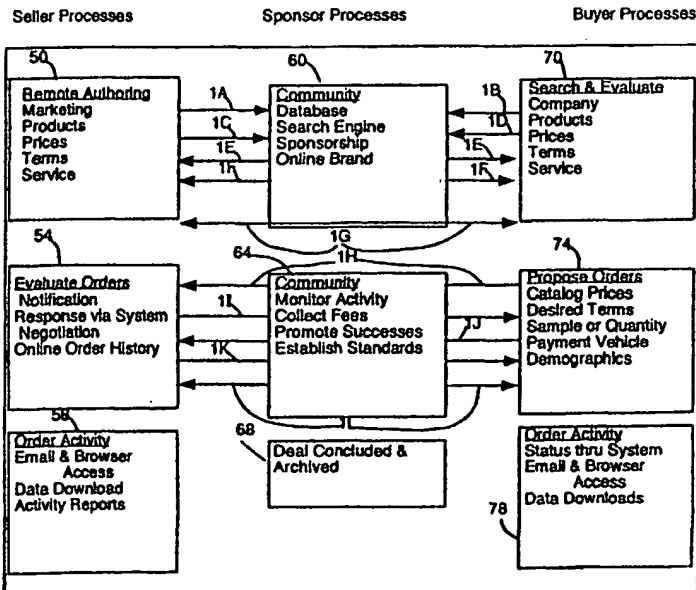 Seller Processes
Sponsor Processes
Buyer Processes
50
60
70
Remote Authoring
Marketing
Products
Prices
Terms
Service
1A
1C
1E
1F
Community
Database
Search Engine
Sponsorship
Online Brand
1B
1D
1E
1F
Search & Evaluate
Company
Products
Prices
Terms
Service
1G
1H
54
64
74
Evaluate Orders
Notification
Response via System
Negotiation
Online Order History
1I
1K
Community
Monitor Activity
Collect Fees
Promote Successes
Establish Standards
1J
Propose Orders
Catalog Prices
Desired Terms
Sample or Quantity
Payment Vehicle
Demographics
58
68
78
Order Activity
Email & Browser
Access
Data Download
Activity Reports
Deal Concluded &
Archived
Order Activity
Status thru System
Email & Browser
Access
Data Downloads